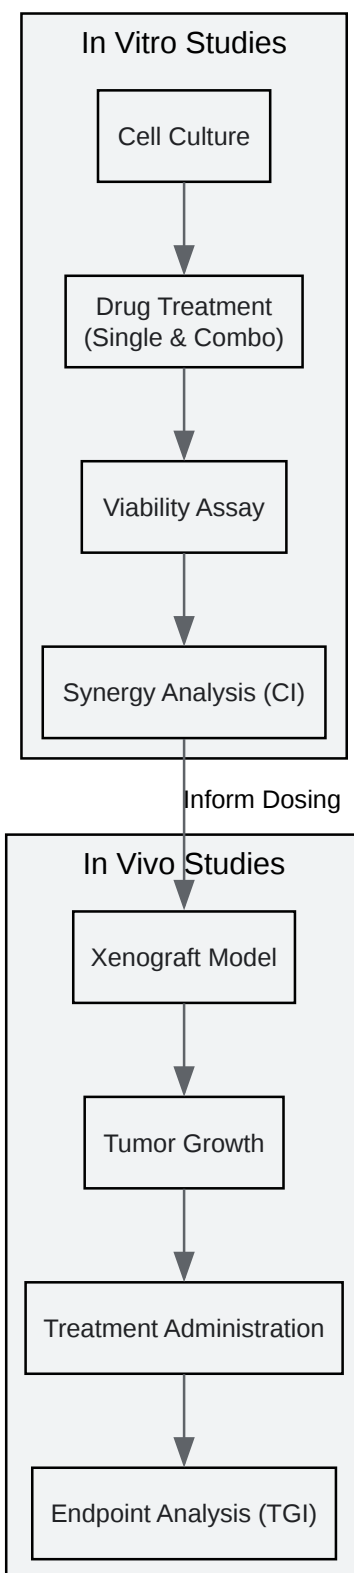 In Vitro Studies
Cell Culture
Drug Treatment
(Single & Combo)
Viability Assay
Synergy Analysis (CI)
Inform Dosing
In Vivo Studies
Xenograft Model
Tumor Growth
Treatment Administration
Endpoint Analysis (TGI)